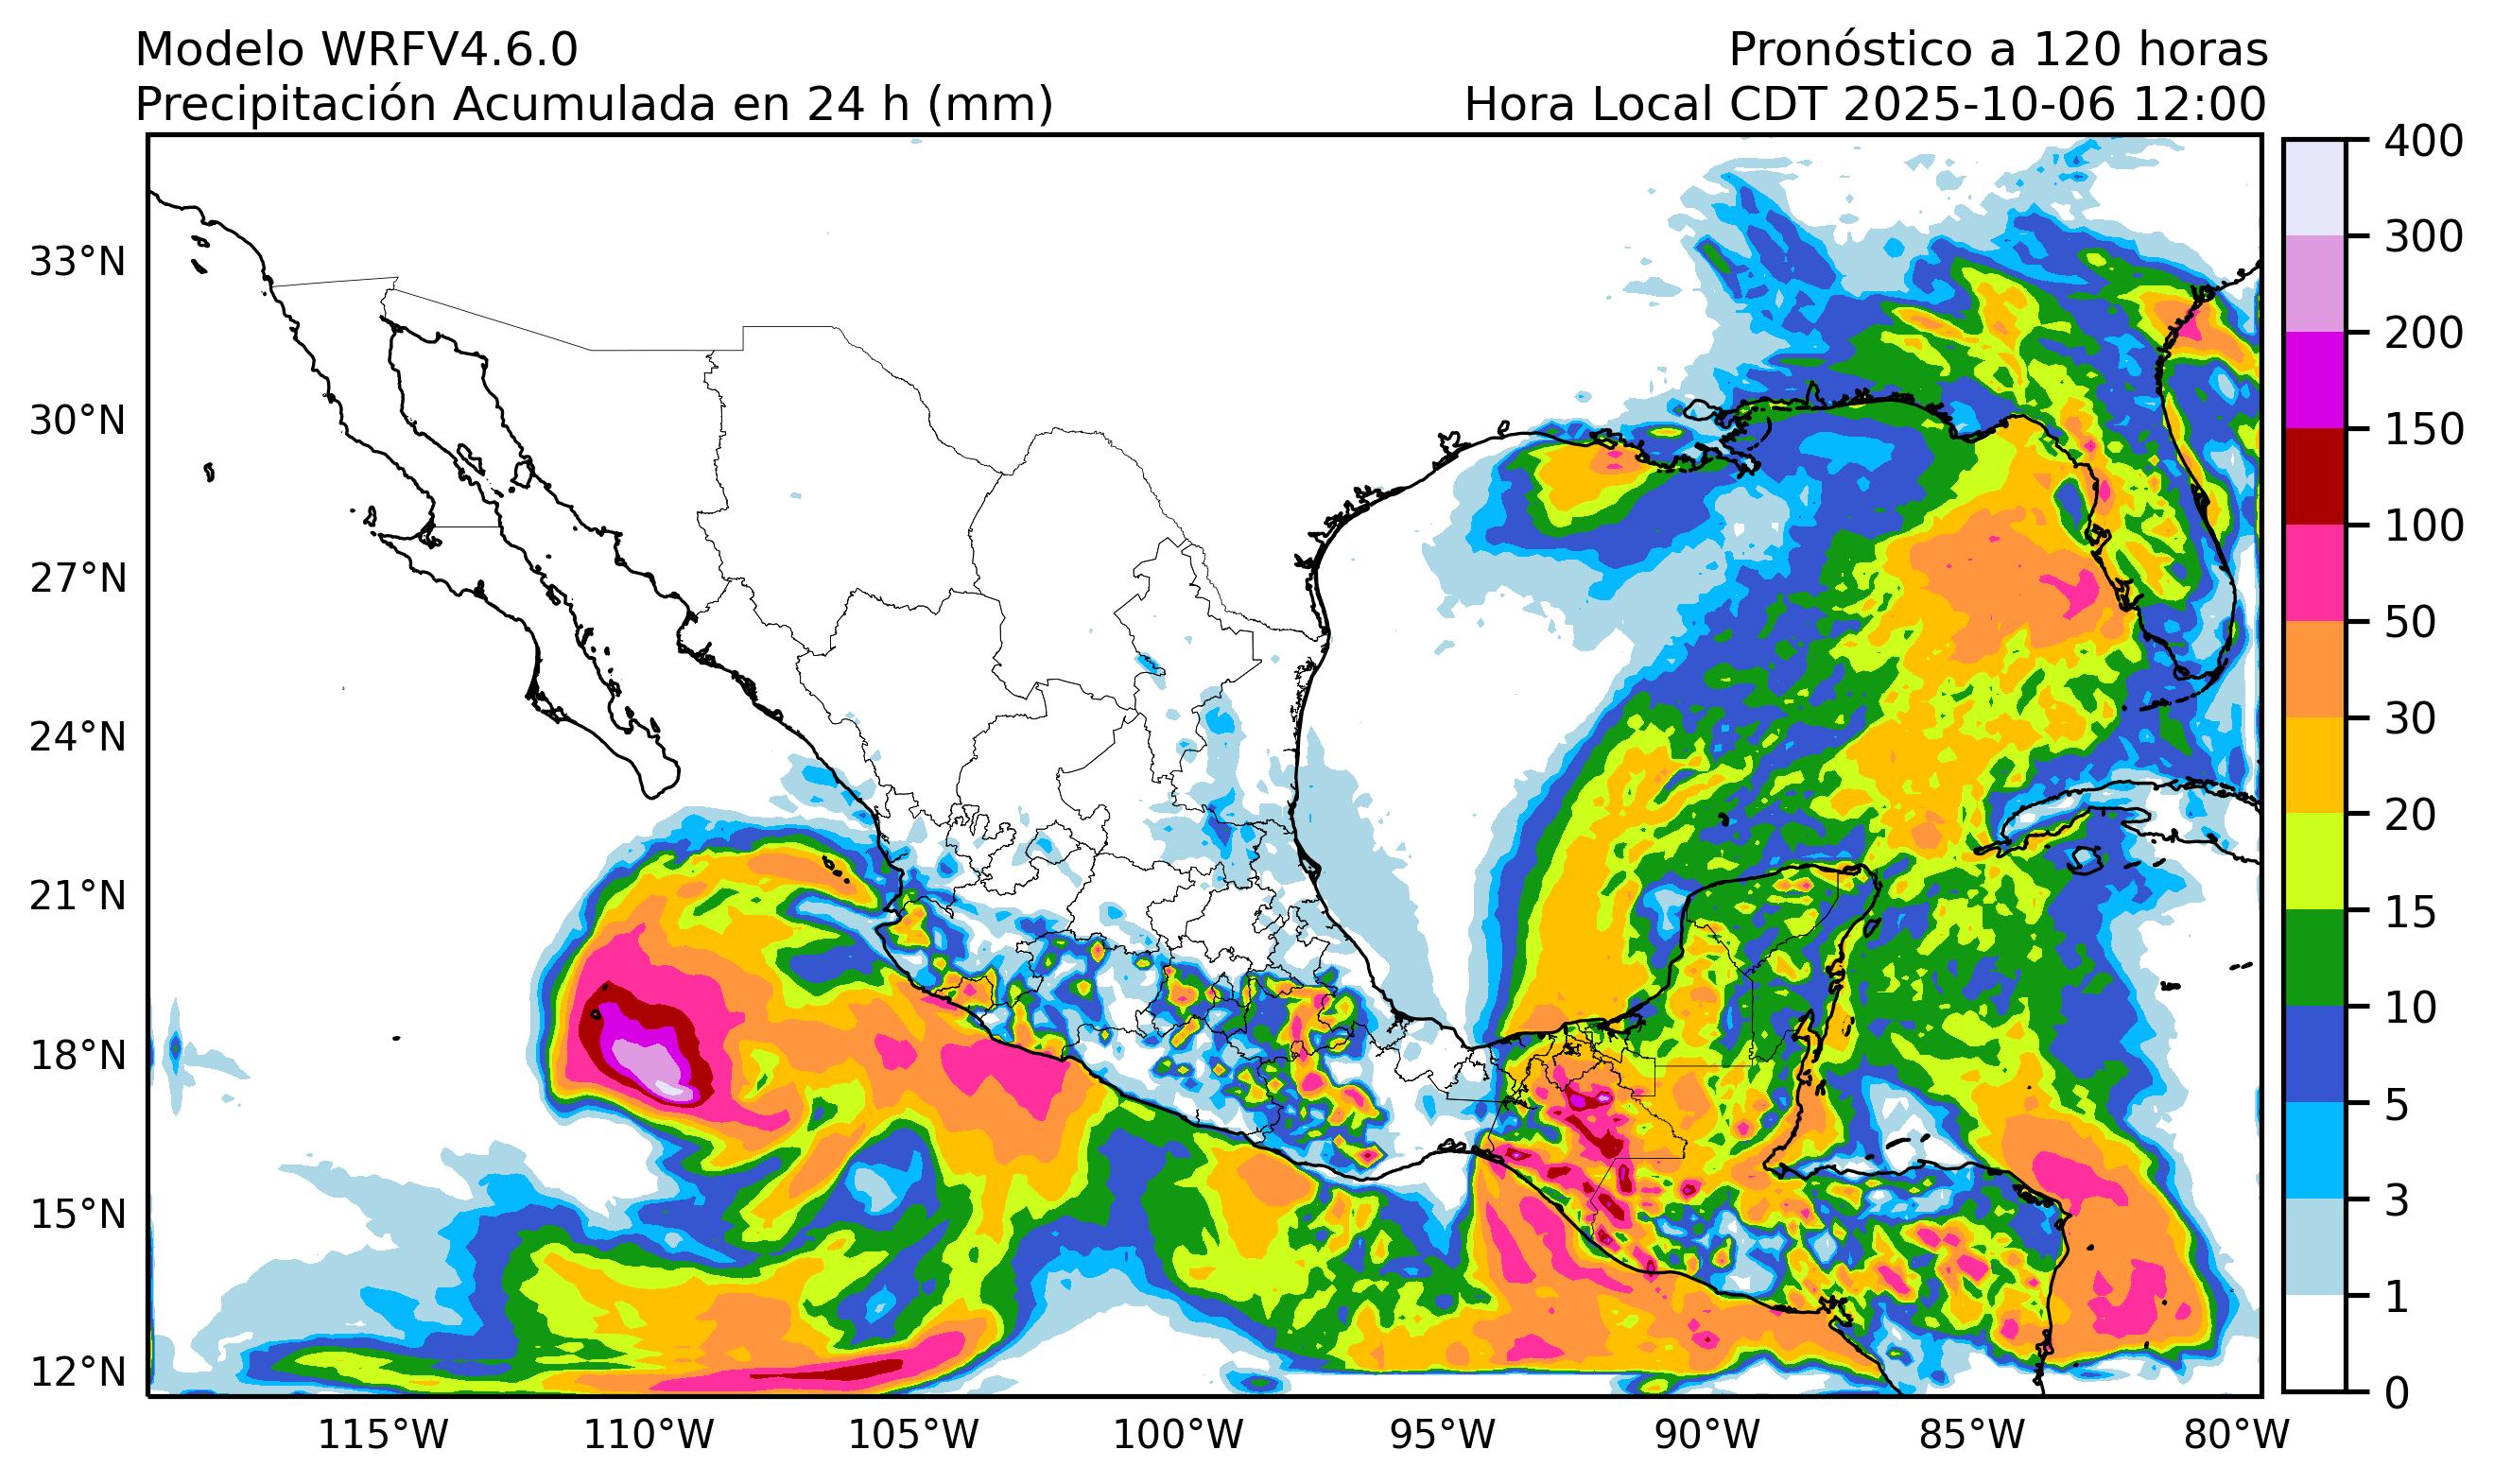 Modelo WRFV4.6.0
Pronóstico a 120 horas
Precipitación Acumulada en 24 h (mm)
Hora Local CDT 2025-10-06 12:00
33°N
30°N
27°N
24°N
21°N
18°N
15°N
12°N
115°W
110°W
105°W
100°W
95°W
90°W
85°W
80°W
400
300
200
150
100
50
30
20
15
10
5
3
1
0